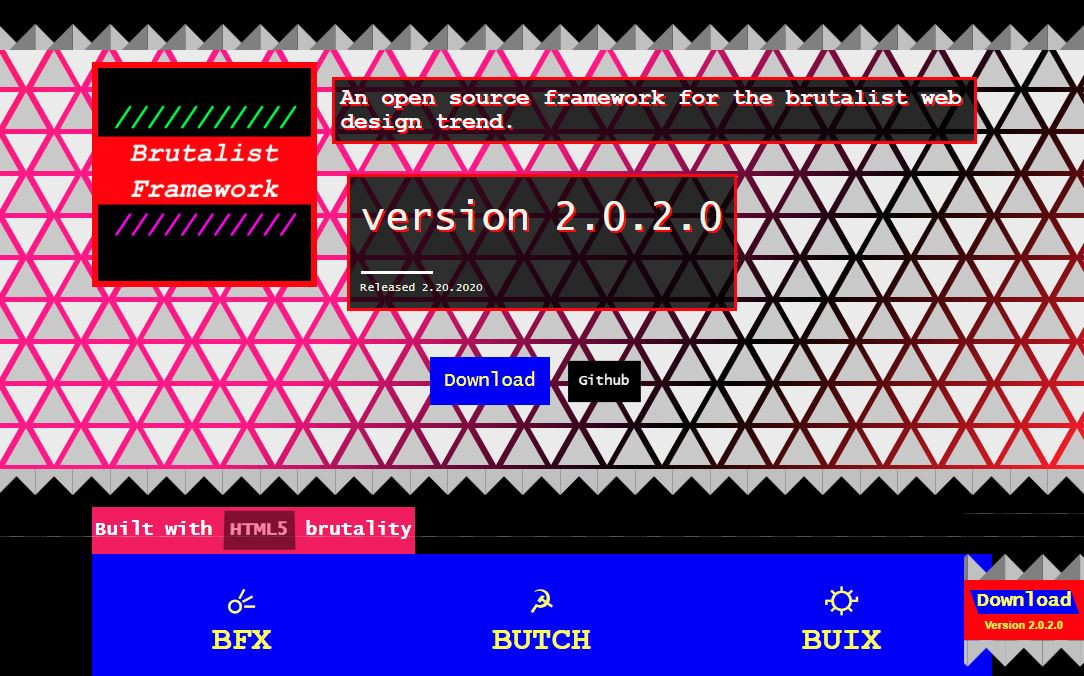 //////////
Brutalist
Framework
//////////
An open source framework for the brutalist web
design trend.
version 2.0.2.0
Released 2.20.2020
Download
Github
Built with HTML5 brutality
BFX
BUTCH
BUIX
Download
Version 2.0.2.0